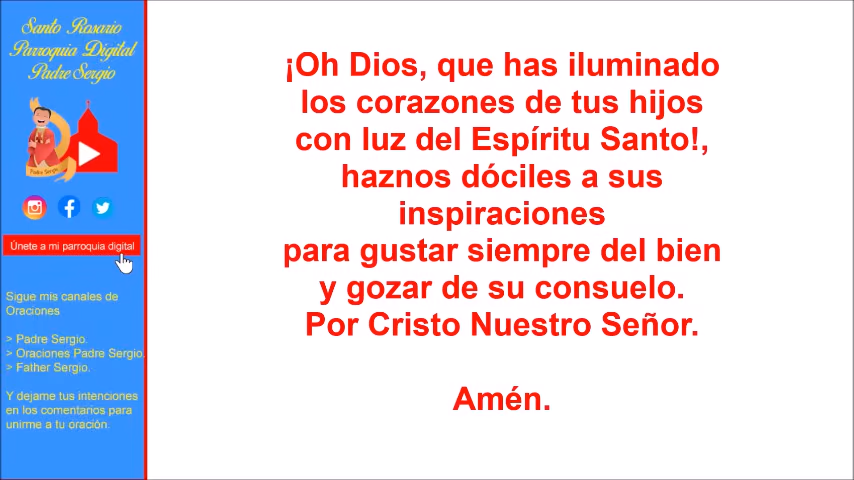 Santo Rosario
Parroquia Digital
Padre Sergio
Padre Sergio
Únete a mi parroquia digital
Sigue mis canales de
Oraciones
> Padre Sergio.
> Oraciones Padre Sergio.
> Father Sergio.
Y dejame tus intenciones
en los comentarios para
unirme a tu oración.
¡Oh Dios, que has iluminado
los corazones de tus hijos
con luz del Espíritu Santo!,
haznos dóciles a sus
inspiraciones
para gustar siempre del bien
y gozar de su consuelo.
Por Cristo Nuestro Señor.
Amén.